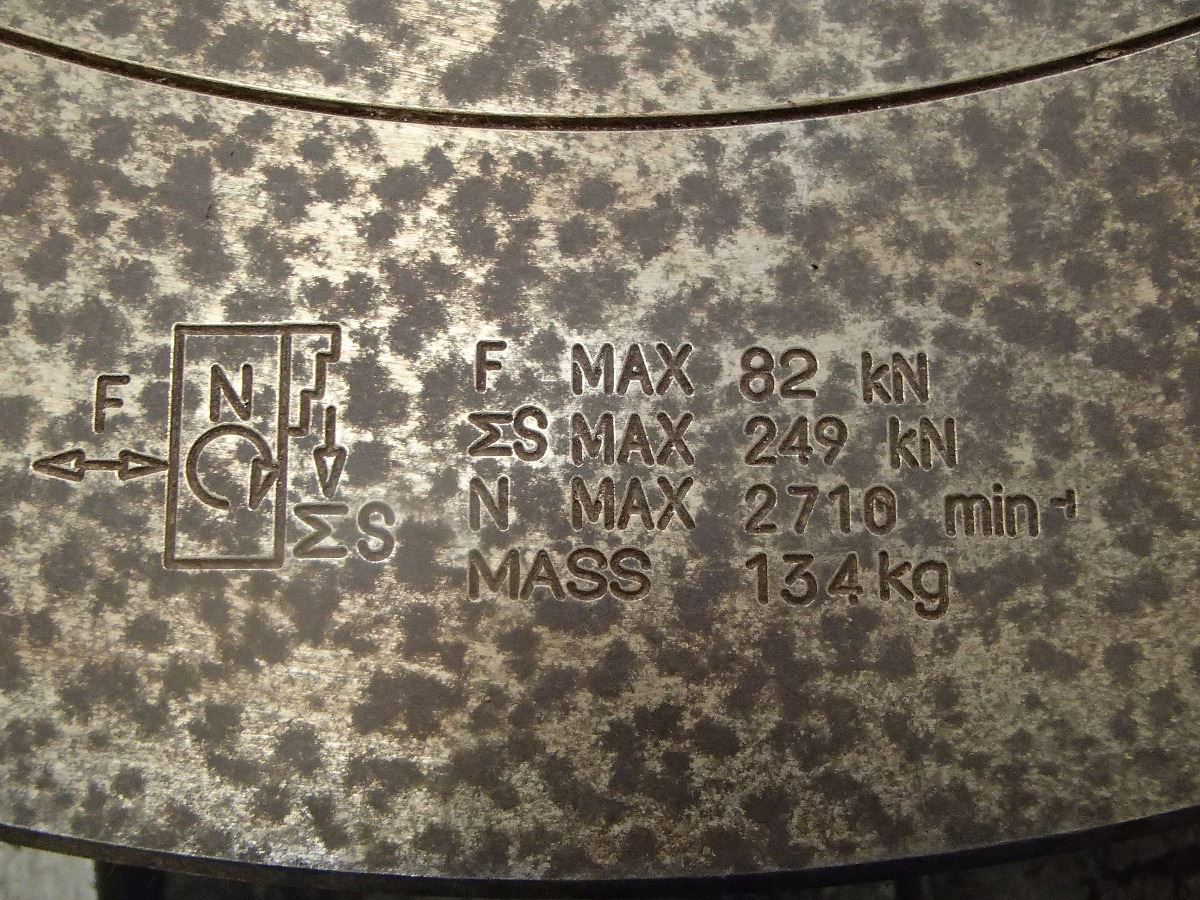 F
N
ΣS
F MAX 82 kN
ΣS MAX 249 kN
N MAX 2710 min⁻¹
MASS 134 kg